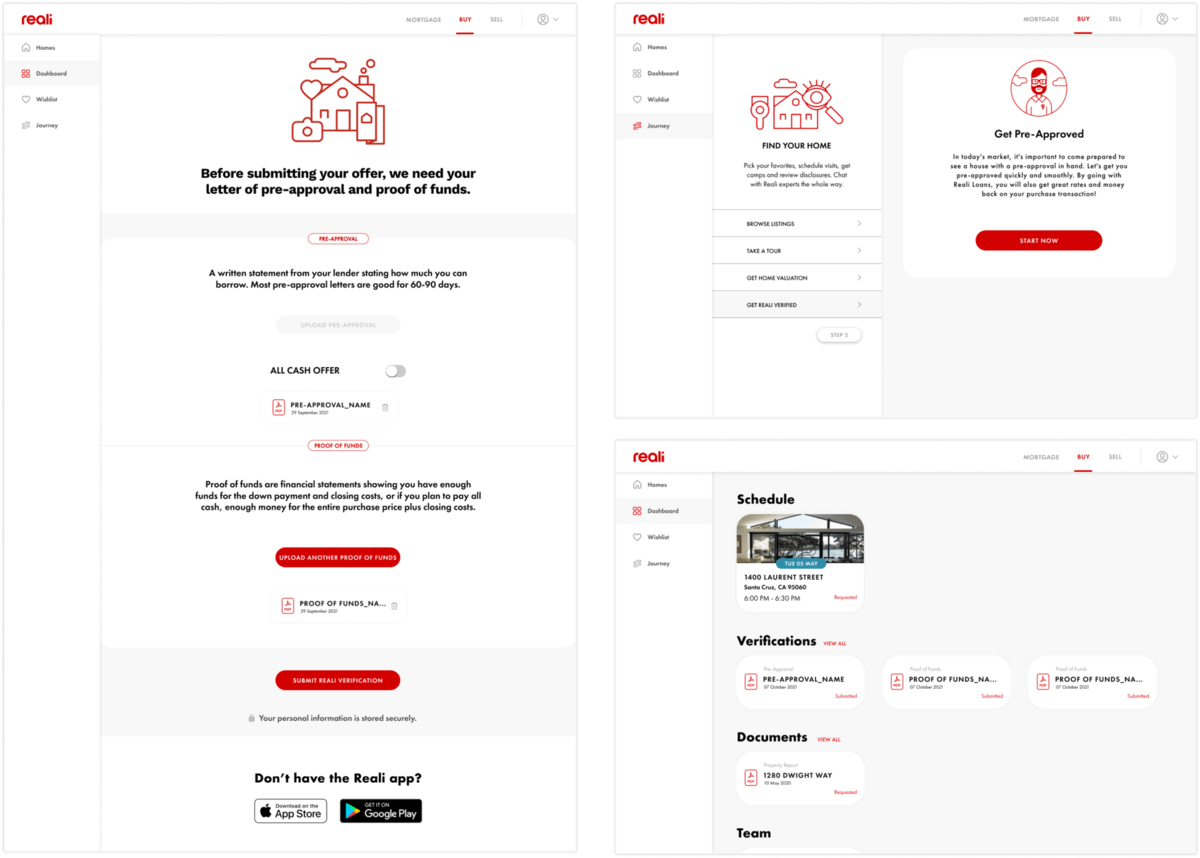 reali
MORTGAGE
BUY
SELL
Homes
Dashboard
Wishlist
Journey
Before submitting your offer, we need your
letter of pre-approval and proof of funds.
PRE-APPROVAL
A written statement from your lender stating how much you can
borrow. Most pre-approval letters are good for 60-90 days.
UPLOAD PRE-APPROVAL
ALL CASH OFFER
PDF
PRE-APPROVAL_NAME
29 September 2021
PROOF OF FUNDS
Proof of funds are financial statements showing you have enough
funds for the down payment and closing costs, or if you plan to pay all
cash, enough money for the entire purchase price plus closing costs.
UPLOAD ANOTHER PROOF OF FUNDS
PDF
PROOF OF FUNDS_NA...
29 September 2021
SUBMIT REALI VERIFICATION
Your personal information is stored securely.
Don't have the Reali app?
Download on the
App Store
GET IT ON
Google Play
reali
MORTGAGE
BUY
SELL
Homes
Dashboard
Wishlist
Journey
FIND YOUR HOME
Pick your favorites, schedule visits, get
comps and review disclosures. Chat
with Reali experts the whole way.
BROWSE LISTINGS
TAKE A TOUR
GET HOME VALUATION
GET REALI VERIFIED
STEP 2
Get Pre-Approved
In today's market, it's important to come prepared to
see a house with a pre-approval in hand. Let's get you
pre-approved quickly and smoothly. By going with
Reali Loans, you will also get great rates and money
back on your purchase transaction!
START NOW
reali
MORTGAGE
BUY
SELL
Homes
Dashboard
Wishlist
Journey
Schedule
TUE 05 MAY
1400 LAURENT STREET
Santa Cruz, CA 95060
6:00 PM - 6:30 PM
Requested
Verifications
VIEW ALL
Pre-Approval
PDF
PRE-APPROVAL_NAME
07 October 2021
Submitted
Proof of Funds
PDF
PROOF OF FUNDS_NA...
07 October 2021
Submitted
Proof of Funds
PDF
PROOF OF FUNDS_NA...
07 October 2021
Submitted
Documents
VIEW ALL
Property Report
PDF
1280 DWIGHT WAY
10 May 2020
Requested
Team